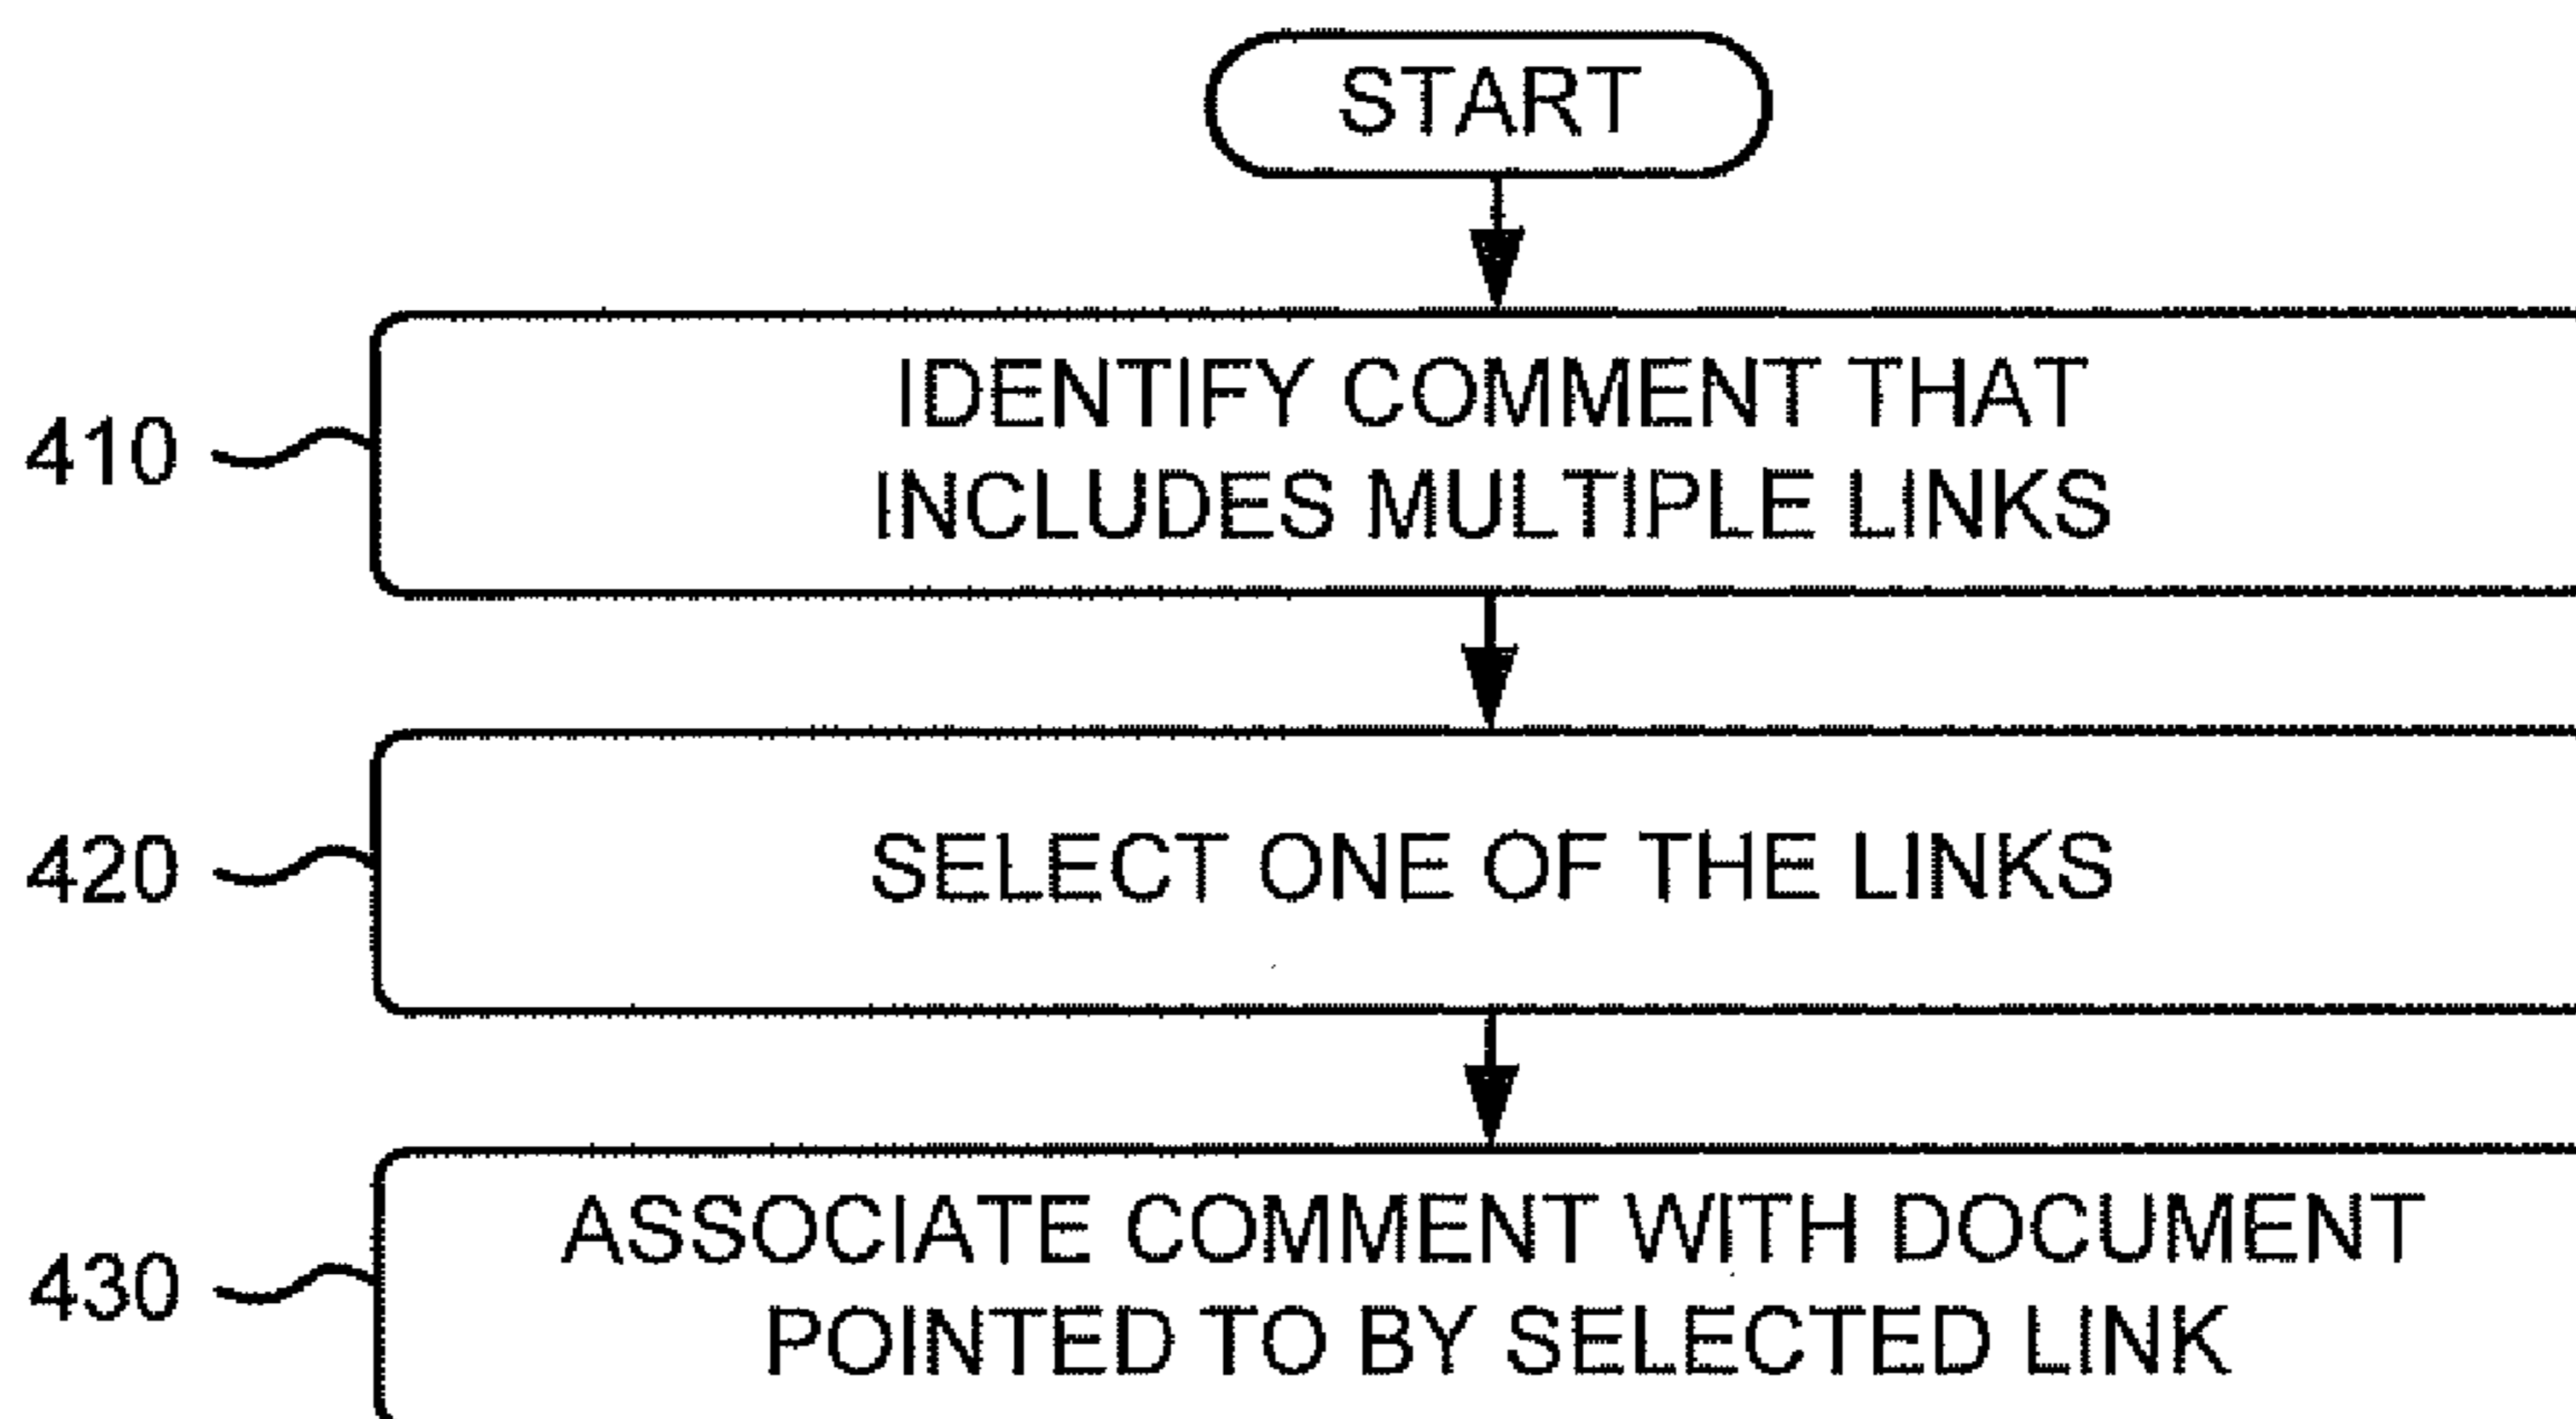 START
410
IDENTIFY COMMENT THAT
INCLUDES MULTIPLE LINKS
420
SELECT ONE OF THE LINKS
430
ASSOCIATE COMMENT WITH DOCUMENT
POINTED TO BY SELECTED LINK